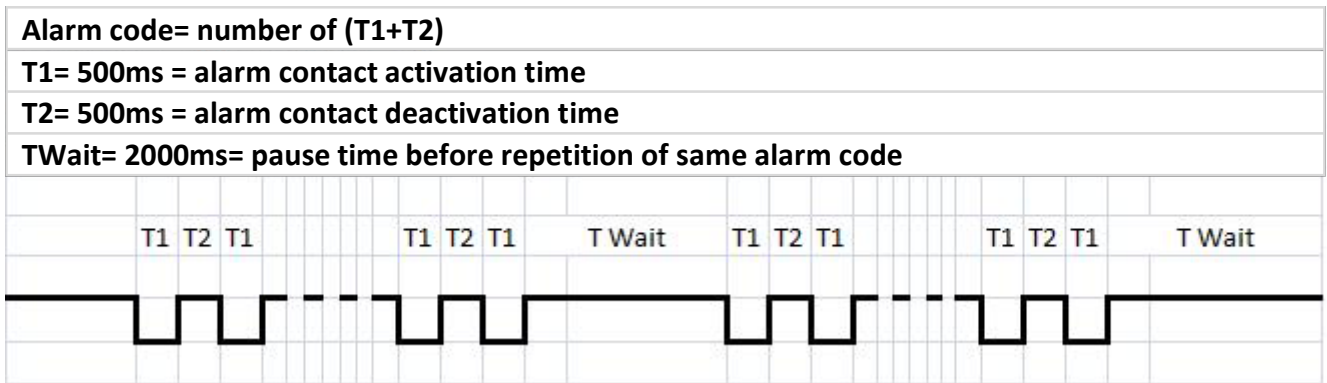 Alarm code= number of (T1+T2)
T1= 500ms = alarm contact activation time
T2= 500ms = alarm contact deactivation time
TWait= 2000ms= pause time before repetition of same alarm code
T1 T2 T1 T1 T2 T1 T Wait T1 T2 T1 T1 T2 T1 T Wait